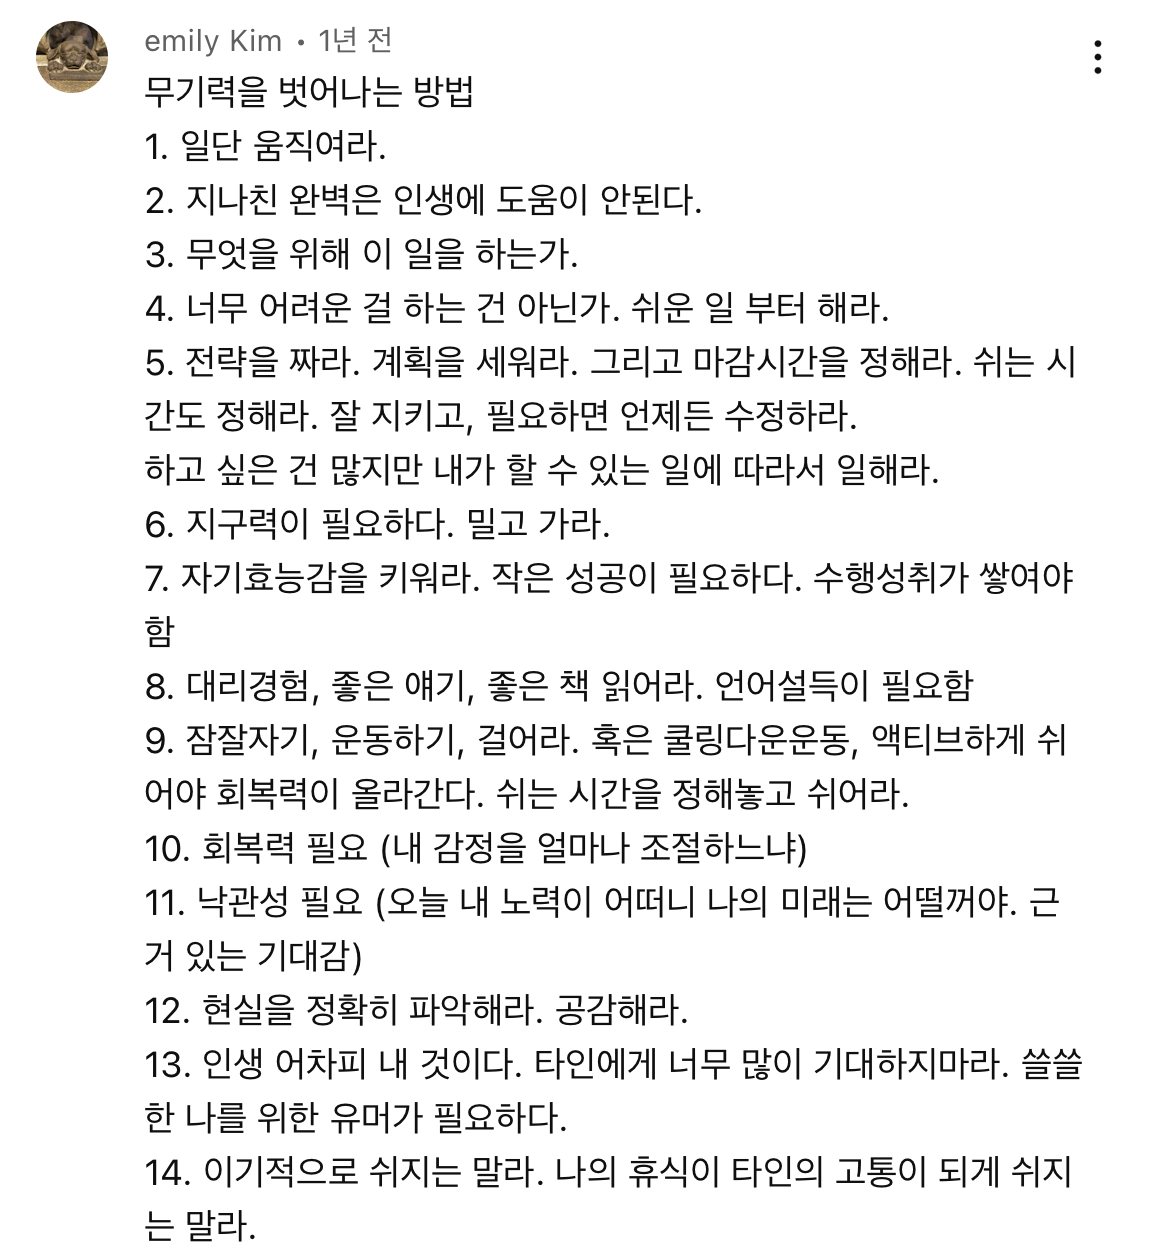 emily Kim • 1년 전
무기력을 벗어나는 방법
1. 일단 움직여라.
2. 지나친 완벽은 인생에 도움이 안된다.
3. 무엇을 위해 이 일을 하는가.
4. 너무 어려운 걸 하는 건 아닌가. 쉬운 일 부터 해라.
5. 전략을 짜라. 계획을 세워라. 그리고 마감시간을 정해라. 쉬는 시
간도 정해라. 잘 지키고, 필요하면 언제든 수정하라.
하고 싶은 건 많지만 내가 할 수 있는 일에 따라서 일해라.
6. 지구력이 필요하다. 밀고 가라.
7. 자기효능감을 키워라. 작은 성공이 필요하다. 수행성취가 쌓여야
함
8. 대리경험, 좋은 얘기, 좋은 책 읽어라. 언어설득이 필요함
9. 잠잘자기, 운동하기, 걸어라. 혹은 쿨링다운운동, 액티브하게 쉬
어야 회복력이 올라간다. 쉬는 시간을 정해놓고 쉬어라.
10. 회복력 필요 (내 감정을 얼마나 조절하느냐)
11. 낙관성 필요 (오늘 내 노력이 어떠니 나의 미래는 어떨꺼야. 근
거 있는 기대감)
12. 현실을 정확히 파악해라. 공감해라.
13. 인생 어차피 내 것이다. 타인에게 너무 많이 기대하지마라. 쓸쓸
한 나를 위한 유머가 필요하다.
14. 이기적으로 쉬지는 말라. 나의 휴식이 타인의 고통이 되게 쉬지
는 말라.